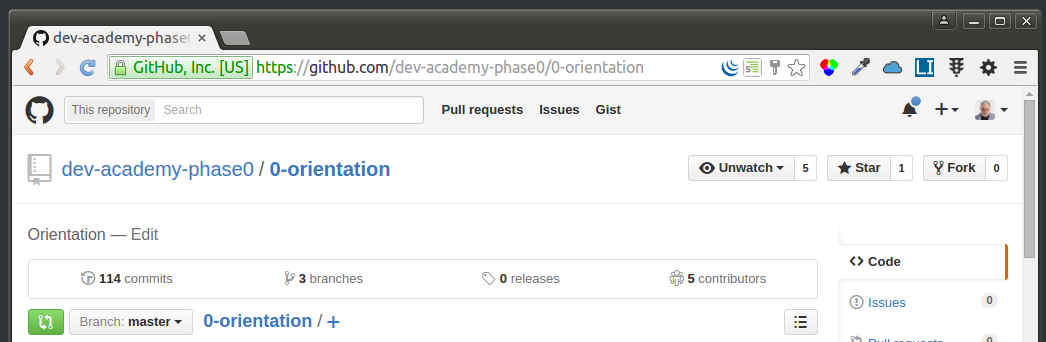 dev-academy-phase0
GitHub, Inc. [US] https://github.com/dev-academy-phase0/0-orientation
This repository Search Pull requests Issues Gist
dev-academy-phase0 / 0-orientation Unwatch 5 Star 1 Fork 0
Orientation — Edit
114 commits 3 branches 0 releases 5 contributors
Code
Issues 0
Branch: master 0-orientation / +
Pull requests 0